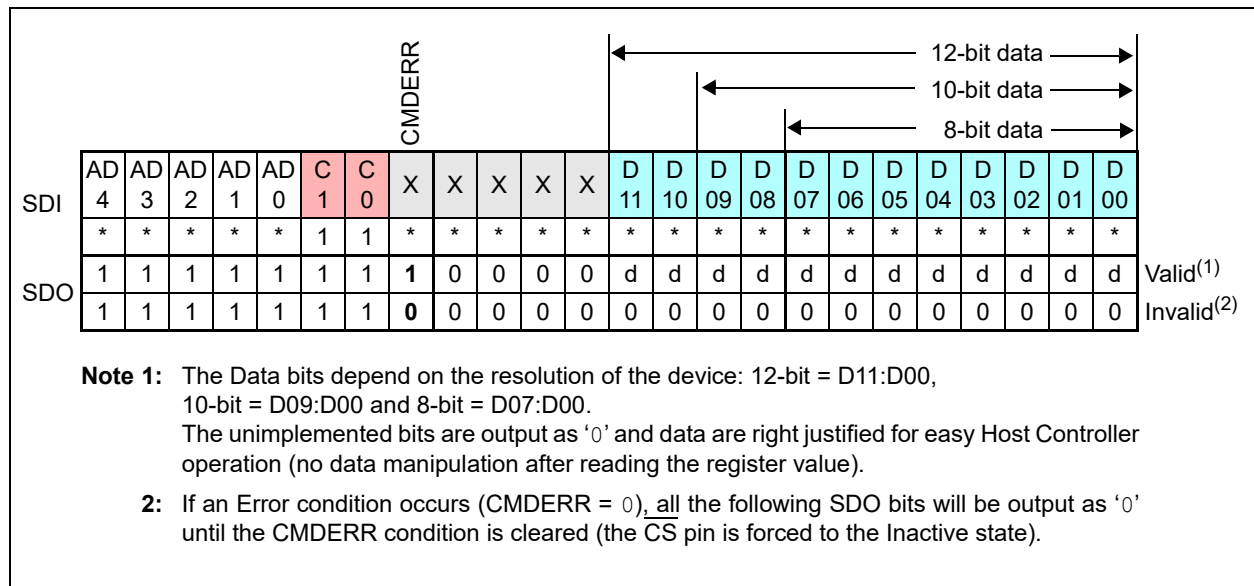 CMDERR
12-bit data
10-bit data
8-bit data
SDI AD4 AD3 AD2 AD1 AD0 C1 C0 X X X X X D11 D10 D09 D08 D07 D06 D05 D04 D03 D02 D01 D00
* * * * * 1 1 * * * * * * * * * * * * * * * * *
SDO 1 1 1 1 1 1 1 1 0 0 0 0 d d d d d d d d d d d d Valid(1)
1 1 1 1 1 1 1 0 0 0 0 0 0 0 0 0 0 0 0 0 0 0 0 0 Invalid(2)
Note 1: The Data bits depend on the resolution of the device: 12-bit = D11:D00,
10-bit = D09:D00 and 8-bit = D07:D00.
The unimplemented bits are output as ‘0’ and data are right justified for easy Host Controller
operation (no data manipulation after reading the register value).
2: If an Error condition occurs (CMDERR = 0), all the following SDO bits will be output as ‘0’
until the CMDERR condition is cleared (the CS pin is forced to the Inactive state).